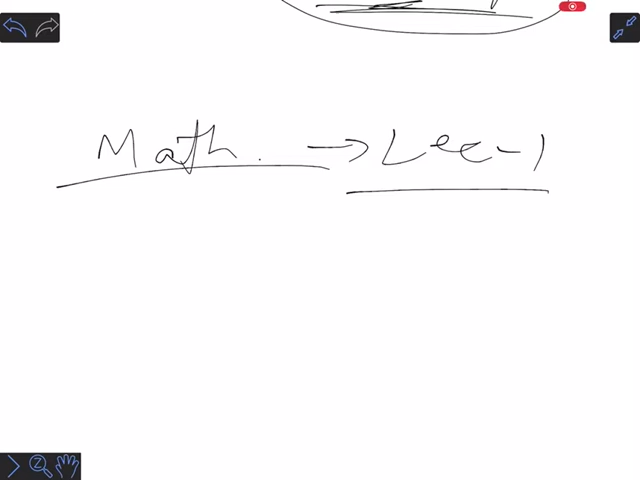 Math. → Lec-1